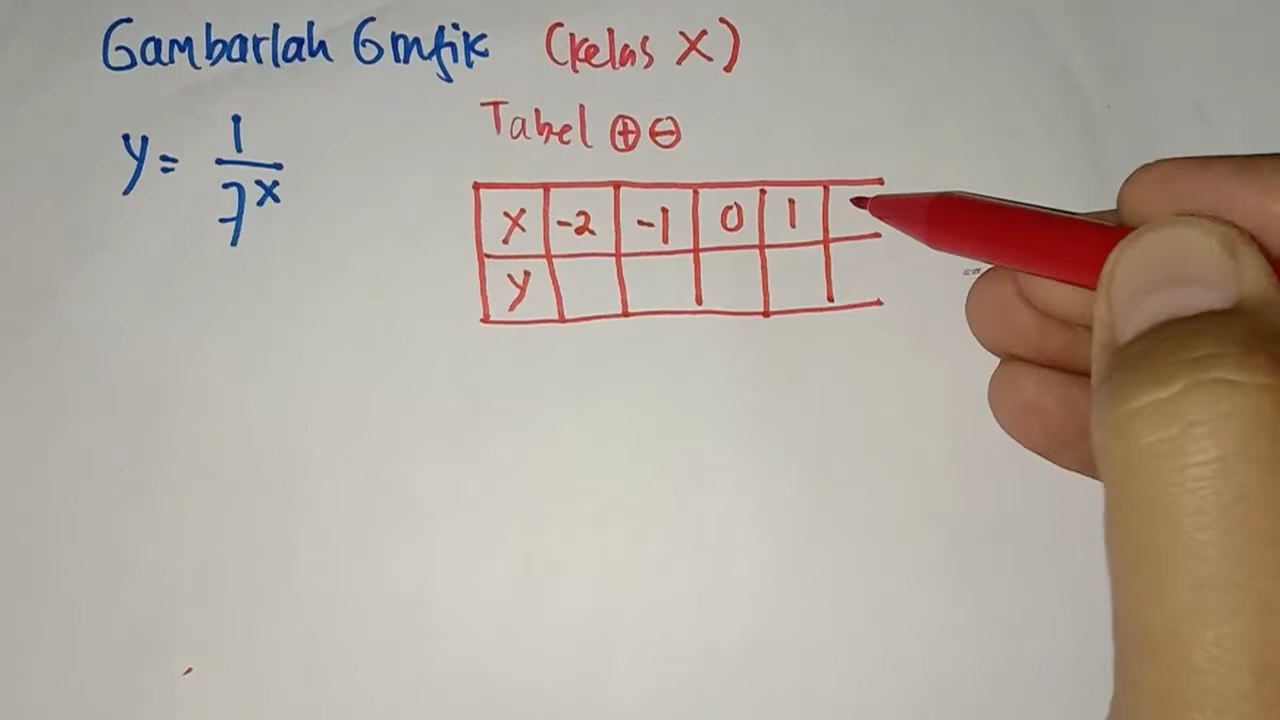 Gambarlah Grafik (Kelas X)
Tabel ⊕⊖
y = 1/7^x
x -2 -1 0 1
y